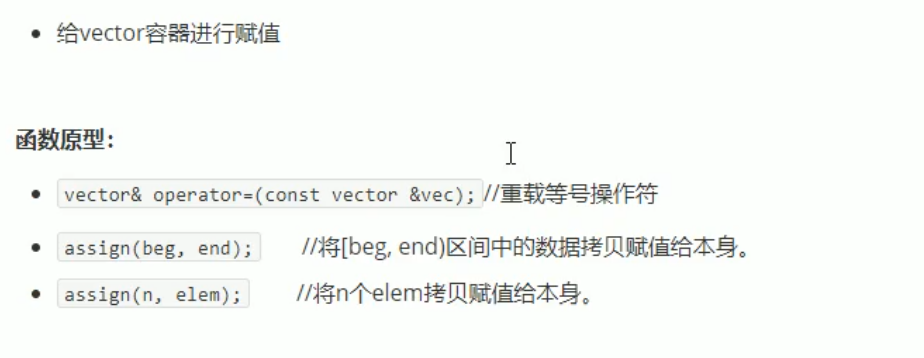 给vector容器进行赋值
函数原型：
vector& operator=(const vector &vec);//重载等号操作符
assign(beg, end); //将[beg, end)区间中的数据拷贝赋值给本身。
assign(n, elem); //将n个elem拷贝赋值给本身。